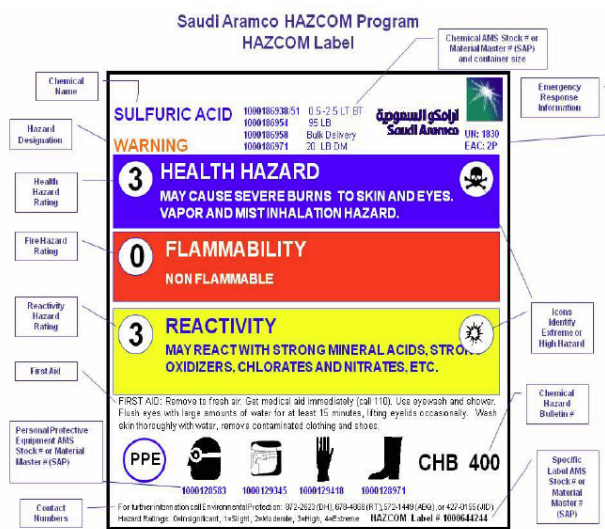 Saudi Aramco HAZCOM Program
HAZCOM Label
Chemical AMS Stock # or
Material Master # (SAP)
and container size
Chemical
Name
Emergency
Response
Information
SULFURIC ACID
1000186938/51 0.5 -2.5 LT BT
1000186954 95 LB
1000186958 Bulk Delivery
1000186971 20 LB DM
أرامكو السعودية
Saudi Aramco
UN: 1830
EAC: 2P
Hazard
Designation
WARNING
3 HEALTH HAZARD
MAY CAUSE SEVERE BURNS TO SKIN AND EYES.
VAPOR AND MIST INHALATION HAZARD.
Health
Hazard
Rating
Fire Hazard
Rating
0 FLAMMABILITY
NON FLAMMABLE
Reactivity
Hazard
Rating
3 REACTIVITY
MAY REACT WITH STRONG MINERAL ACIDS, STRONG
OXIDIZERS, CHLORATES AND NITRATES, ETC.
Icons
Identify
Extreme or
High Hazard
First Aid
FIRST AID: Remove to fresh air. Get medical aid immediately (call 110). Use eyewash and shower.
Flush eyes with large amounts of water for at least 15 minutes, lifting eyelids occasionally. Wash
skin thoroughly with water, remove contaminated clothing and shoes.
Chemical
Hazard
Bulletin #
Personal Protective
Equipment AMS
Stock # or Material
Master # (SAP)
PPE
CHB 400
1000128583 1000129345 1000129418 1000128971
Specific
Label AMS
Stock # or
Material
Master #
(SAP)
Contact
Numbers
For further information call Environmental Protection: 872-2623 (DH), 678-4868 (RT), 572-1449 (ABQ), or 427-0155 (JID)
Hazard Ratings: 0=Insignificant, 1=Slight, 2=Moderate, 3=High, 4=Extreme HAZCOM Label # 1000644244